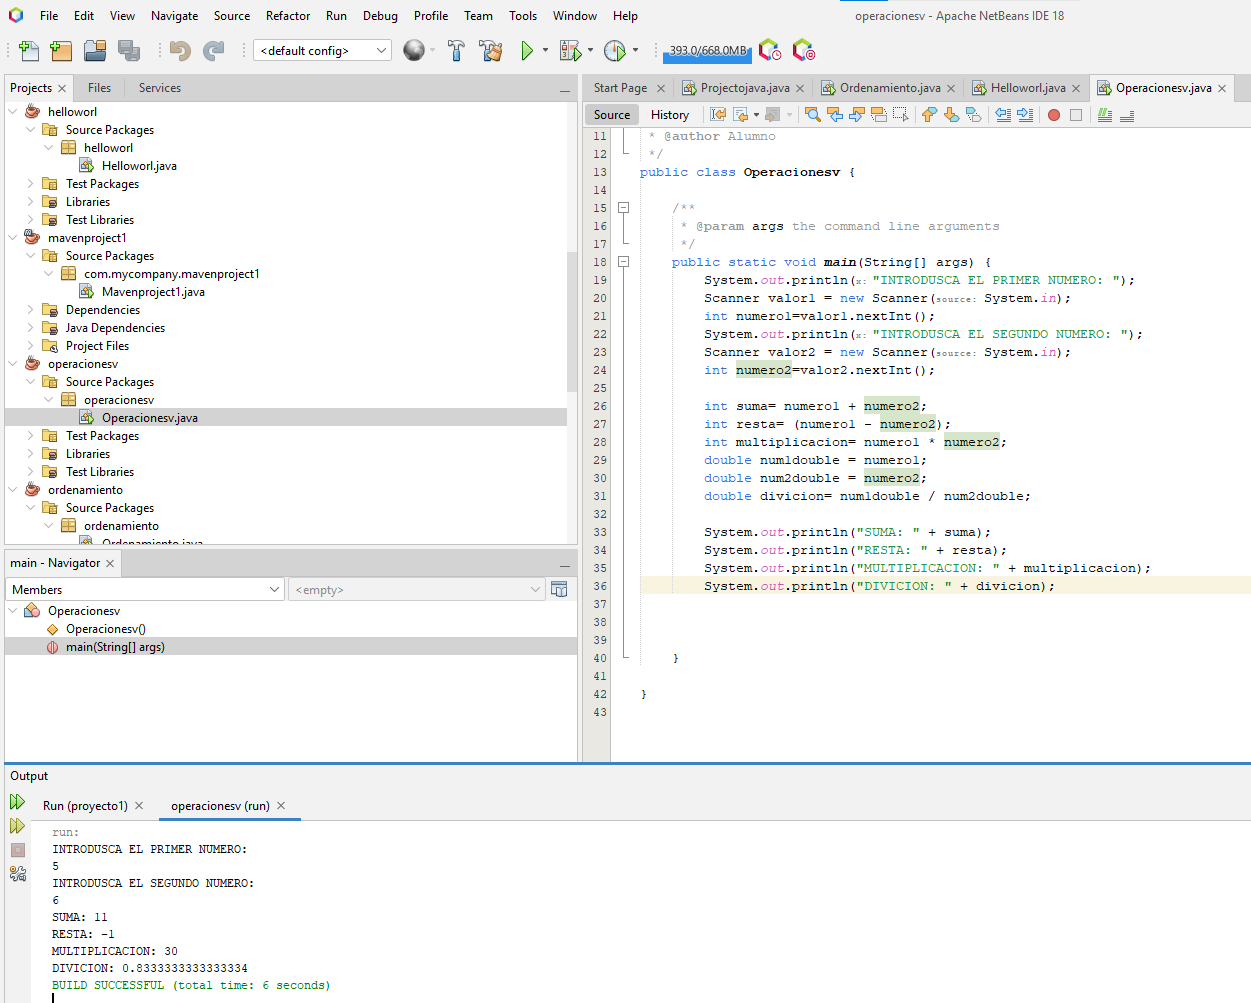 File Edit View Navigate Source Refactor Run Debug Profile Team Tools Window Help operacionesv - Apache NetBeans IDE 18
<default config> 393.0/668.0MB
Projects Files Services
helloworl
Source Packages
helloworl
Helloworl.java
Test Packages
Libraries
Test Libraries
mavenproject1
Source Packages
com.mycompany.mavenproject1
Mavenproject1.java
Dependencies
Java Dependencies
Project Files
operacionesv
Source Packages
operacionesv
Operacionesv.java
Test Packages
Libraries
Test Libraries
ordenamiento
Source Packages
ordenamiento
Ordenamiento.java
main - Navigator
Members <empty>
Operacionesv
Operacionesv()
main(String[] args)
Start Page Projectojava.java Ordenamiento.java Helloworl.java Operacionesv.java
Source History
11 * @author Alumno
12 */
13 public class Operacionesv {
14
15 /**
16 * @param args the command line arguments
17 */
18 public static void main(String[] args) {
19 System.out.println(x: "INTRODUSCA EL PRIMER NUMERO: ");
20 Scanner valor1 = new Scanner(source: System.in);
21 int numero1=valor1.nextInt();
22 System.out.println(x: "INTRODUSCA EL SEGUNDO NUMERO: ");
23 Scanner valor2 = new Scanner(source: System.in);
24 int numero2=valor2.nextInt();
25
26 int suma= numero1 + numero2;
27 int resta= (numero1 - numero2);
28 int multiplicacion= numero1 * numero2;
29 double num1double = numero1;
30 double num2double = numero2;
31 double divicion= num1double / num2double;
32
33 System.out.println("SUMA: " + suma);
34 System.out.println("RESTA: " + resta);
35 System.out.println("MULTIPLICACION: " + multiplicacion);
36 System.out.println("DIVICION: " + divicion);
37
38
39
40 }
41
42 }
43
Output
Run (proyecto1) operacionesv (run)
run:
INTRODUSCA EL PRIMER NUMERO:
5
INTRODUSCA EL SEGUNDO NUMERO:
6
SUMA: 11
RESTA: -1
MULTIPLICACION: 30
DIVICION: 0.8333333333333334
BUILD SUCCESSFUL (total time: 6 seconds)